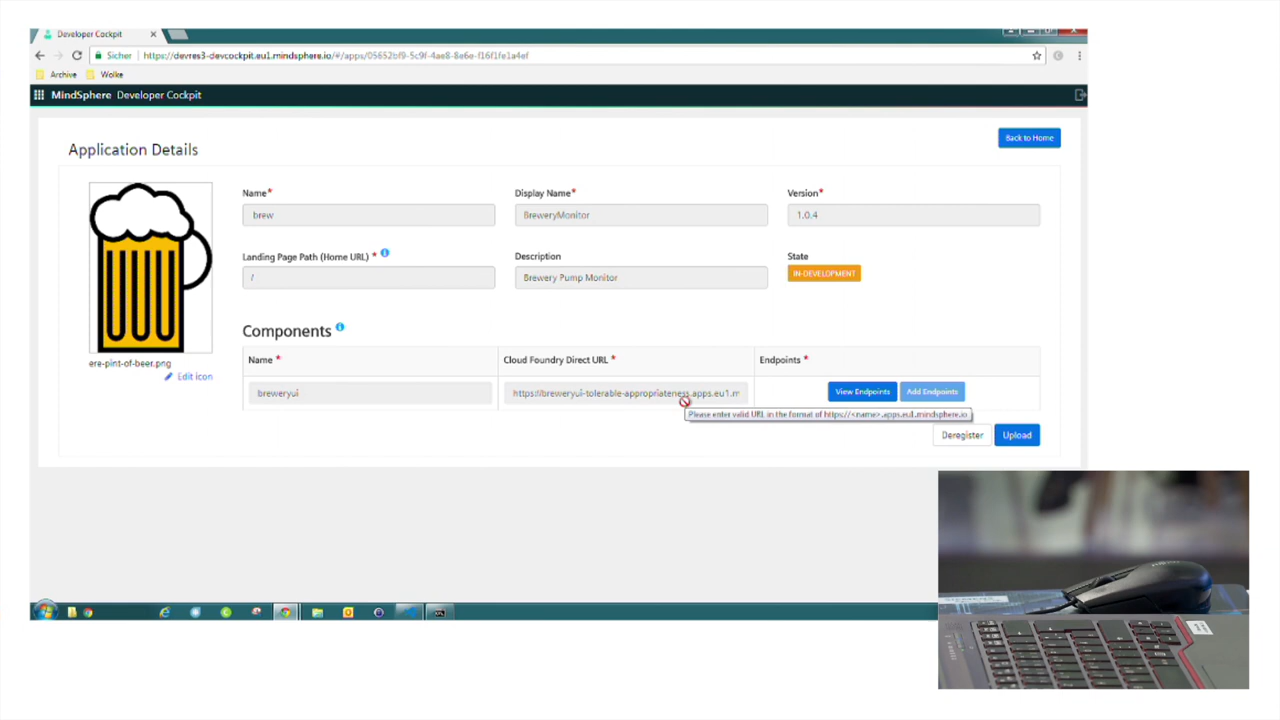 Developer Cockpit
Sicher https://devres3-devcockpit.eu1.mindsphere.io/#/apps/05652bf9-5c9f-4ae8-8e6e-f16f1fe1a4ef
Archive Wolke
MindSphere Developer Cockpit
Back to Home
Application Details
Name* Display Name* Version*
brew BreweryMonitor 1.0.4
Landing Page Path (Home URL) * Description State
/ Brewery Pump Monitor IN-DEVELOPMENT
Components
ere-pint-of-beer.png
Edit icon
Name * Cloud Foundry Direct URL * Endpoints *
breweryui https://breweryui-tolerable-appropriateness.apps.eu1.m View Endpoints Add Endpoints
Please enter valid URL in the format of https://<name>.apps.eu1.mindsphere.io
Deregister Upload